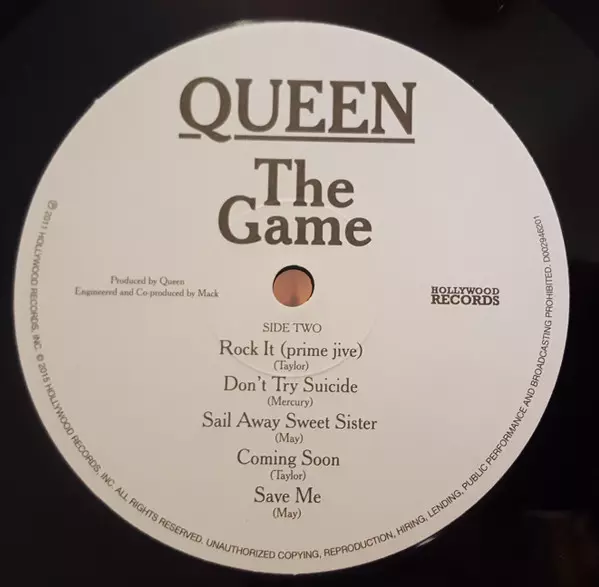 QUEEN
The
Game
Produced by Queen
Engineered and Co-produced by Mack
HOLLYWOOD
RECORDS
SIDE TWO
Rock It (prime jive)
(Taylor)
Don't Try Suicide
(Mercury)
Sail Away Sweet Sister
(May)
Coming Soon
(Taylor)
Save Me
(May)
℗ 2011 HOLLYWOOD RECORDS, INC. © 2015 HOLLYWOOD RECORDS, INC. ALL RIGHTS RESERVED. UNAUTHORIZED COPYING, REPRODUCTION, HIRING, LENDING, PUBLIC PERFORMANCE AND BROADCASTING PROHIBITED. D002946201